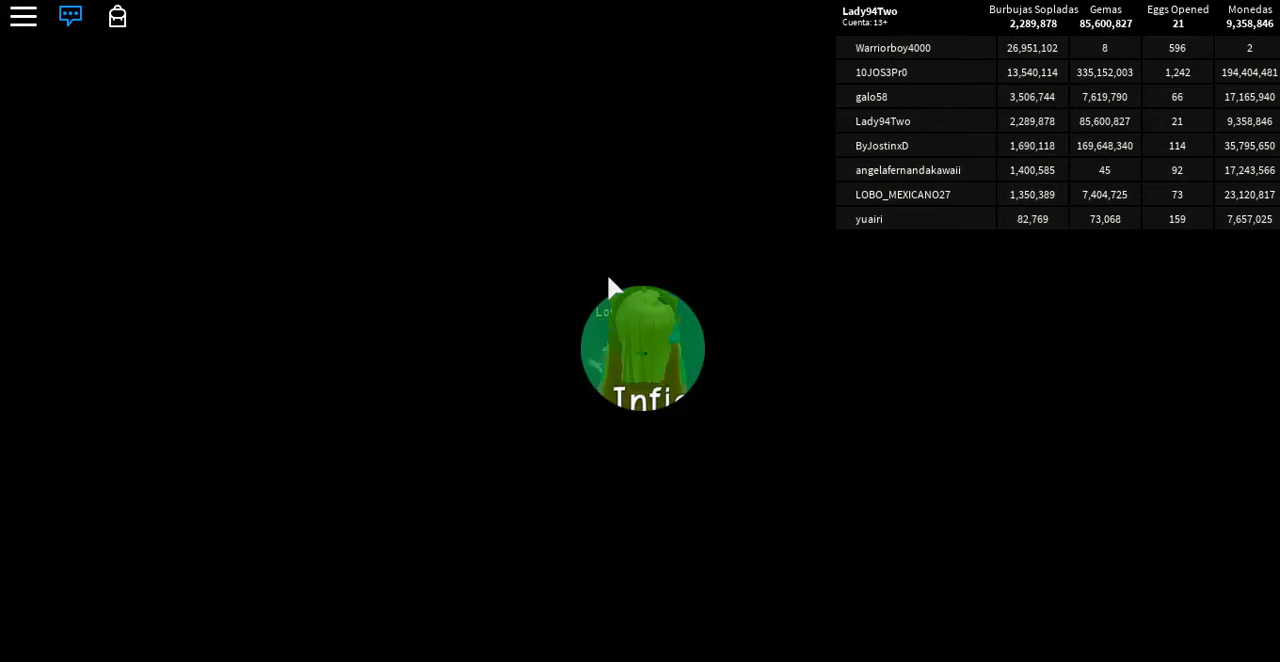 Lady94Two Burbujas Sopladas Gemas Eggs Opened Monedas
Cuenta: 13+ 2,289,878 85,600,827 21 9,358,846
Warriorboy4000 26,951,102 8 596 2
10JOS3Pr0 13,540,114 335,152,003 1,242 194,404,481
galo58 3,506,744 7,619,790 66 17,165,940
Lady94Two 2,289,878 85,600,827 21 9,358,846
ByJostinxD 1,690,118 169,648,340 114 35,795,650
angelafernandakawaii 1,400,585 45 92 17,243,566
LOBO_MEXICANO27 1,350,389 7,404,725 73 23,120,817
yuairi 82,769 73,068 159 7,657,025